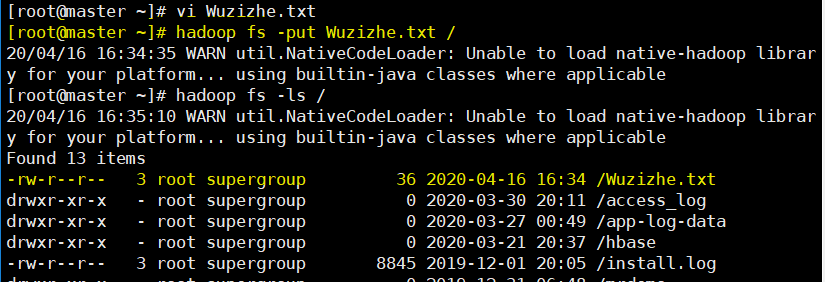 [root@master ~]# vi Wuzizhe.txt
[root@master ~]# hadoop fs -put Wuzizhe.txt /
20/04/16 16:34:35 WARN util.NativeCodeLoader: Unable to load native-hadoop librar
y for your platform... using builtin-java classes where applicable
[root@master ~]# hadoop fs -ls /
20/04/16 16:35:10 WARN util.NativeCodeLoader: Unable to load native-hadoop librar
y for your platform... using builtin-java classes where applicable
Found 13 items
-rw-r--r--   3 root supergroup         36 2020-04-16 16:34 /Wuzizhe.txt
drwxr-xr-x   - root supergroup          0 2020-03-30 20:11 /access_log
drwxr-xr-x   - root supergroup          0 2020-03-27 00:49 /app-log-data
drwxr-xr-x   - root supergroup          0 2020-03-21 20:37 /hbase
-rw-r--r--   3 root supergroup       8845 2019-12-01 20:05 /install.log